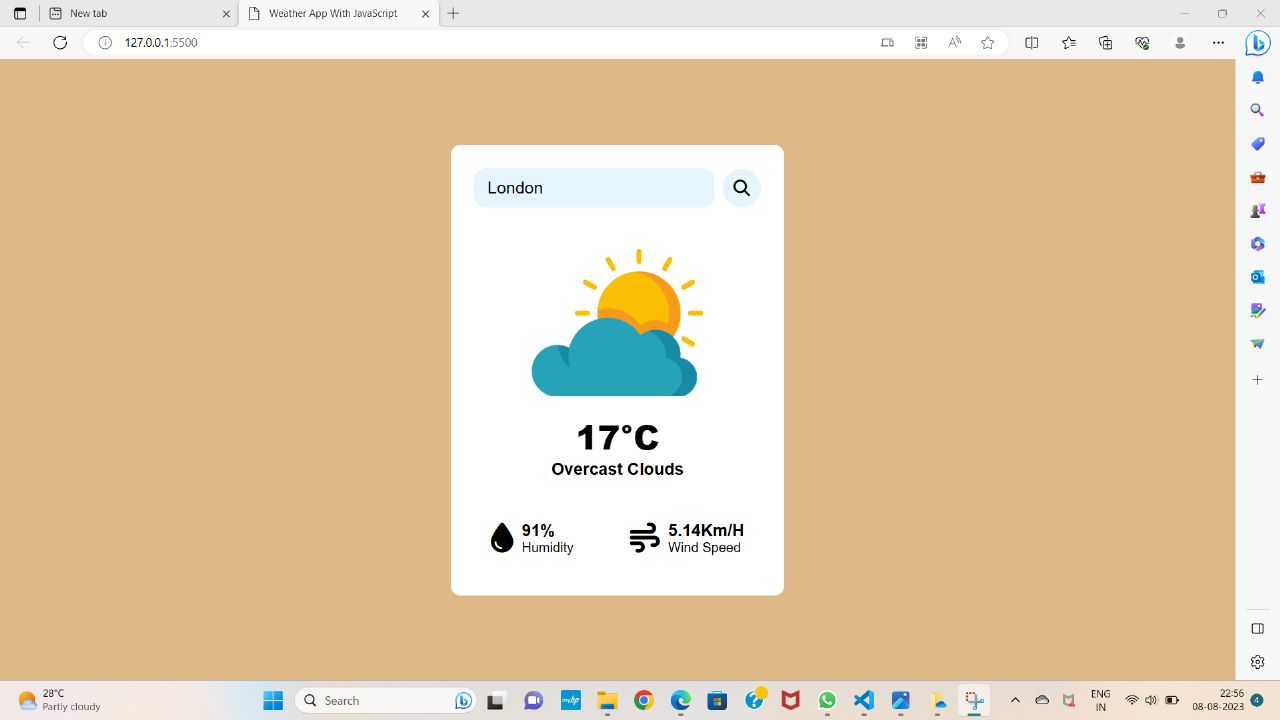 New tab
Weather App With JavaScript
127.0.0.1:5500
London
17°C
Overcast Clouds
91%
Humidity
5.14Km/H
Wind Speed
28°C
Partly cloudy
Search
myhp
ENG
IN
22:56
08-08-2023
4